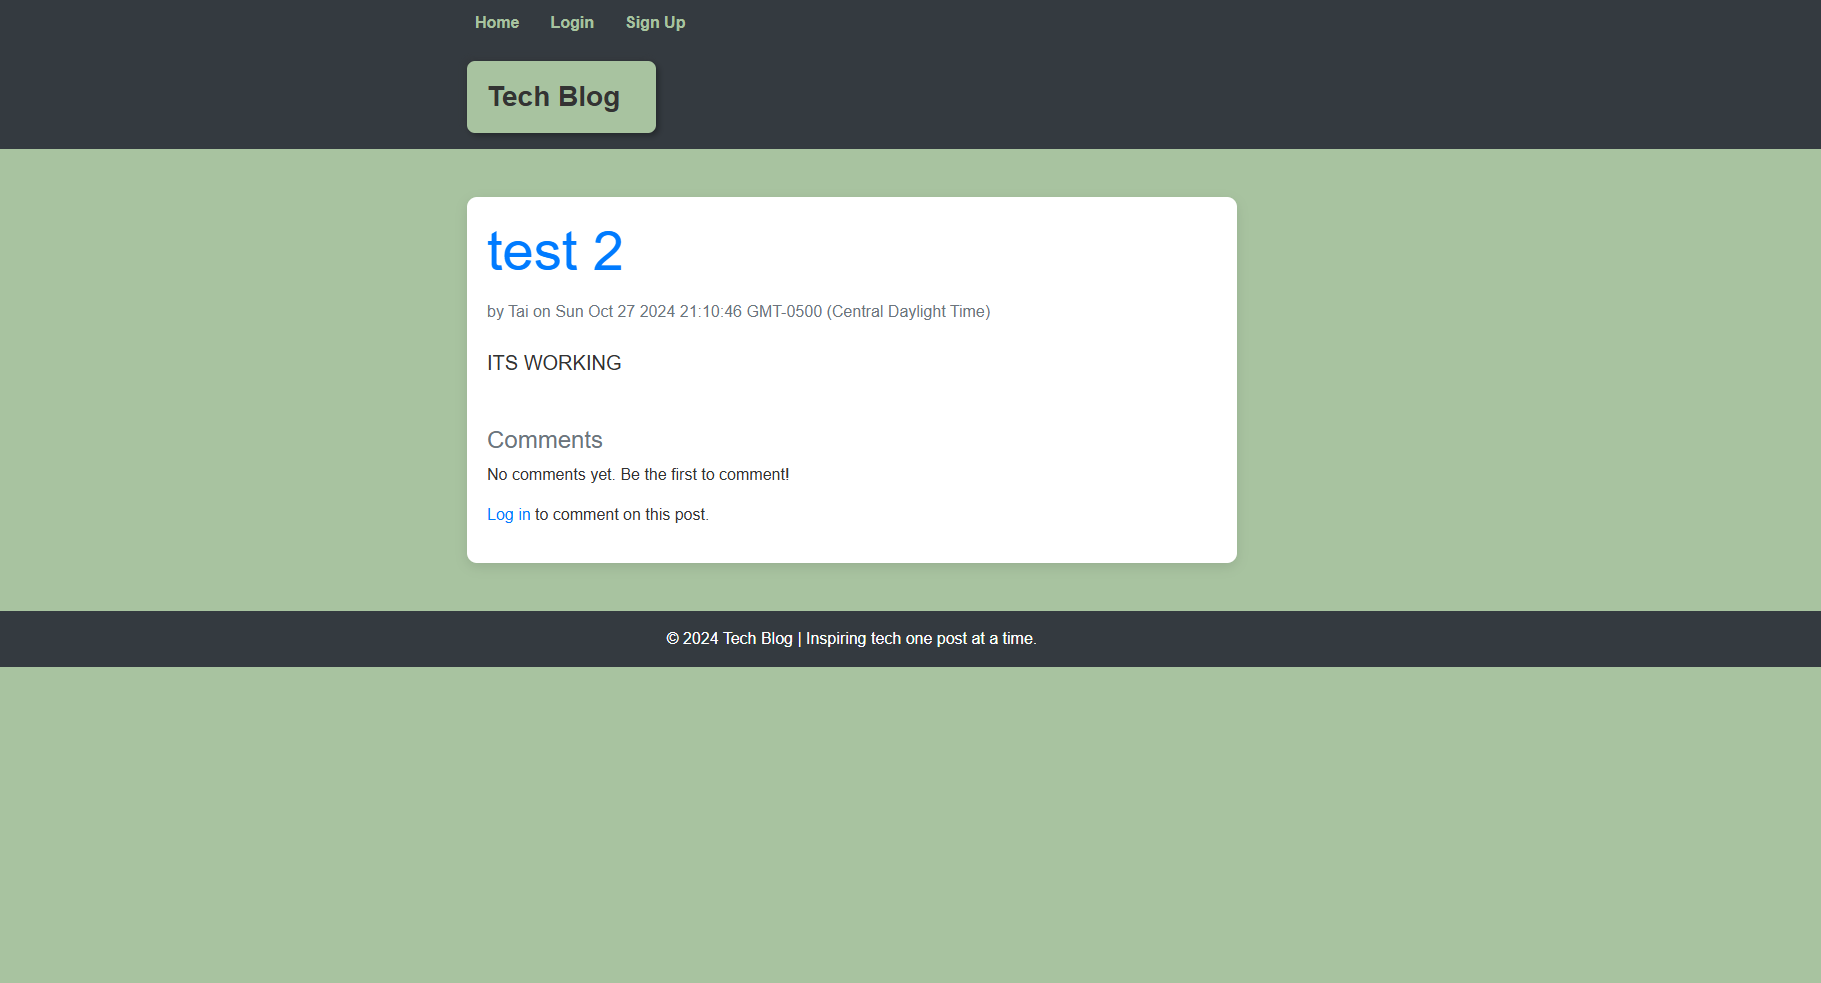 Home Login Sign Up
Tech Blog
test 2
by Tai on Sun Oct 27 2024 21:10:46 GMT-0500 (Central Daylight Time)
ITS WORKING
Comments
No comments yet. Be the first to comment!
Log in to comment on this post.
© 2024 Tech Blog | Inspiring tech one post at a time.